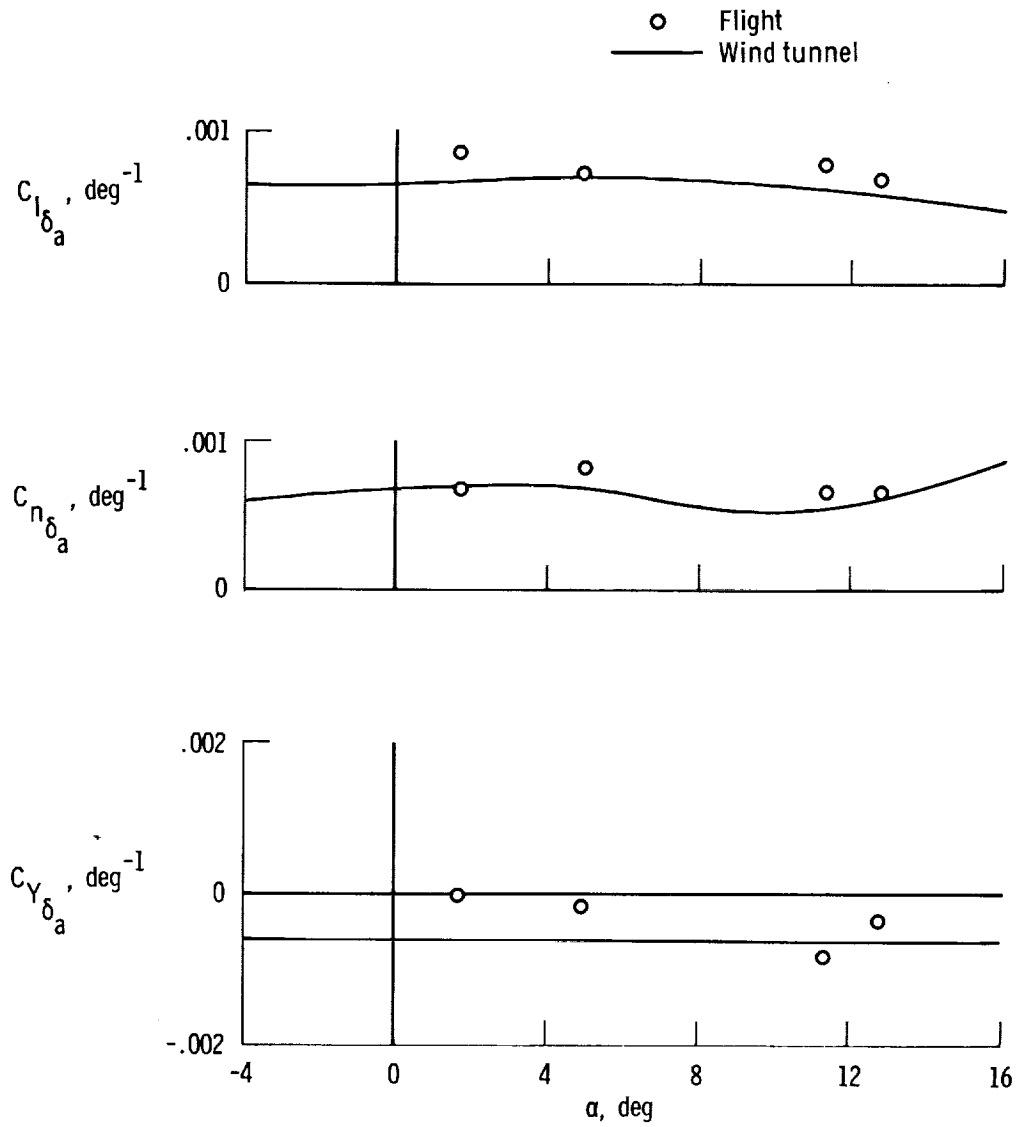 Flight
Wind tunnel
.001
C_{l_{δ_a}}, deg⁻¹
0
.001
C_{n_{δ_a}}, deg⁻¹
0
.002
C_{Y_{δ_a}}, deg⁻¹
0
-.002
-4 0 4 8 12 16
α, deg